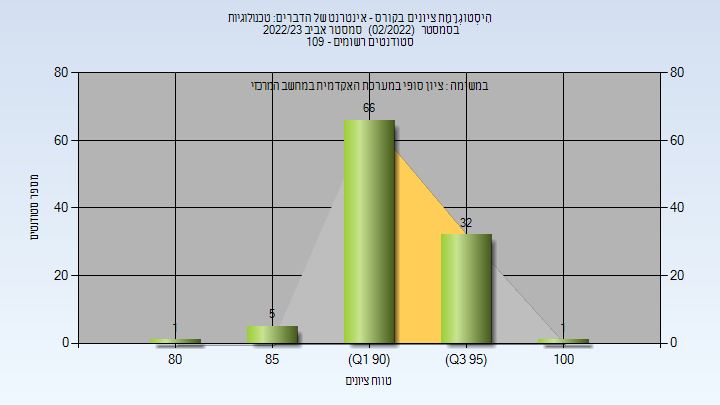 היסטוגרמת ציונים בקורס - אינטרנט של הדברים: טכנולוגיות
בסמסטר (02/2022) סמסטר אביב 2022/23
סטודנטים רשומים - 109
במשימה : ציון סופי במערכת האקדמית במחשב המרכזי
80
60
40
20
0
80
60
40
20
0
מספר סטודנטים
1
5
66
32
1
80
85
(Q1 90)
(Q3 95)
100
טווח ציונים